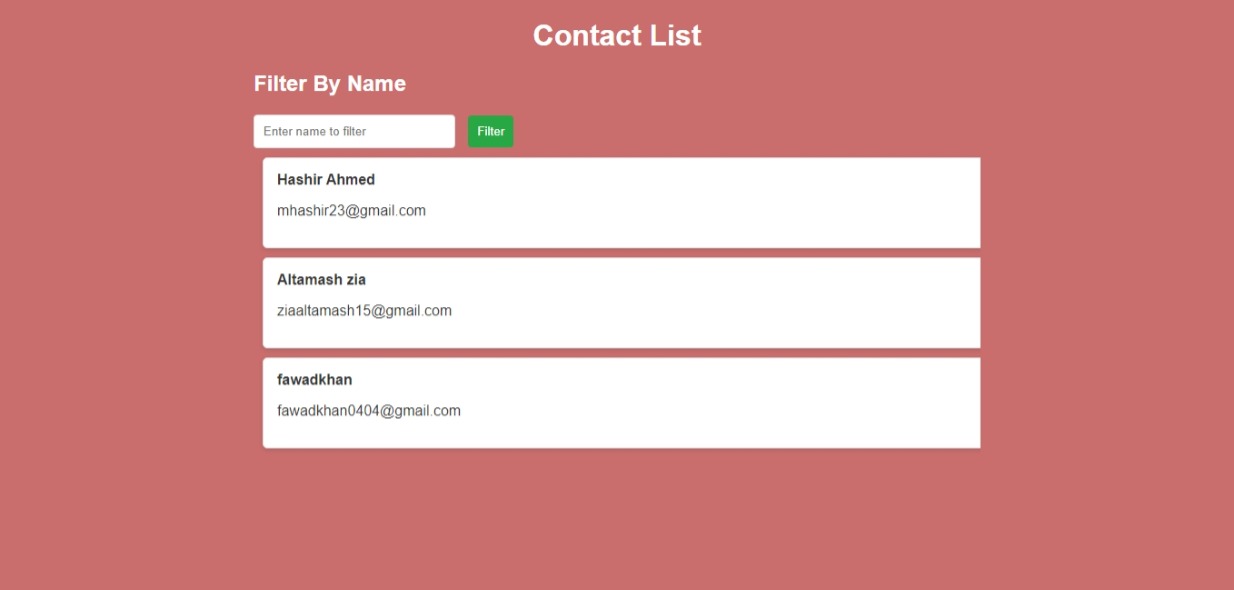 Contact List
Filter By Name
Enter name to filter
Filter
Hashir Ahmed
mhashir23@gmail.com
Altamash zia
ziaaltamash15@gmail.com
fawadkhan
fawadkhan0404@gmail.com